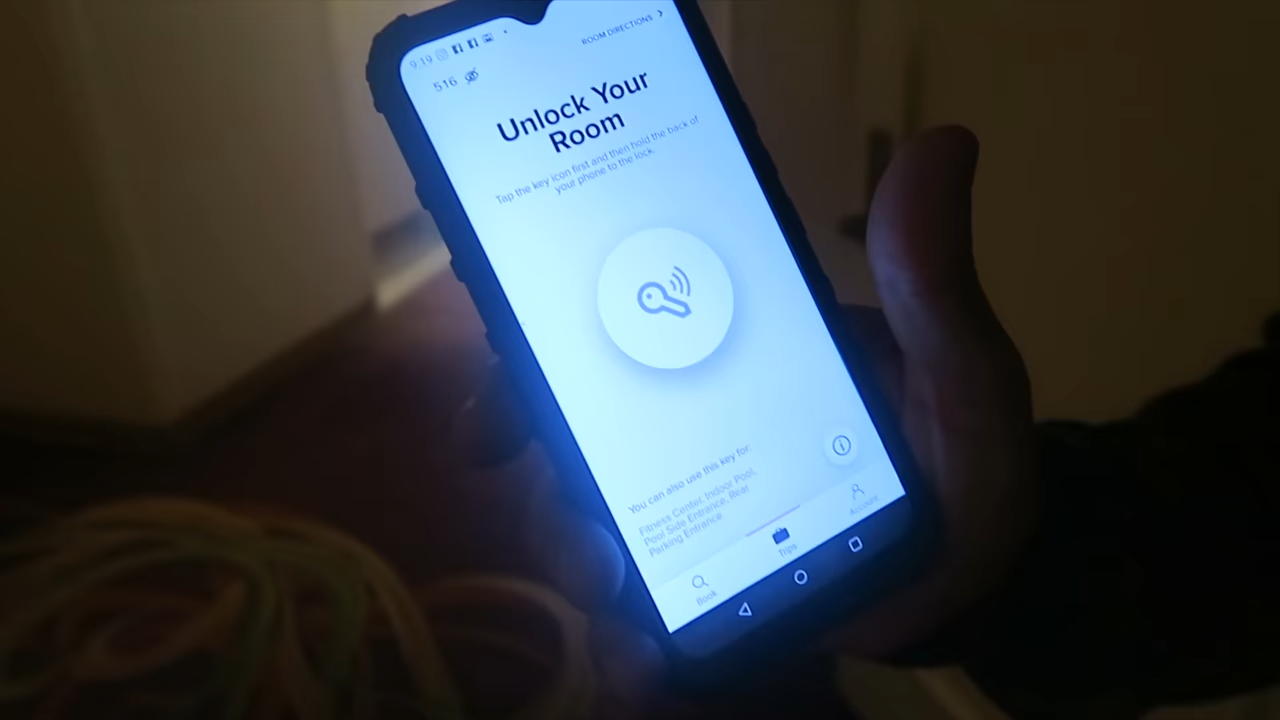 9:19
ROOM DIRECTIONS
516
Unlock Your
Room
Tap the key icon first and then hold the back of
your phone to the lock.
You can also use this key for:
Fitness Center, Indoor Pool,
Pool Side Entrance, Rear
Parking Entrance
Book
Trips
Account